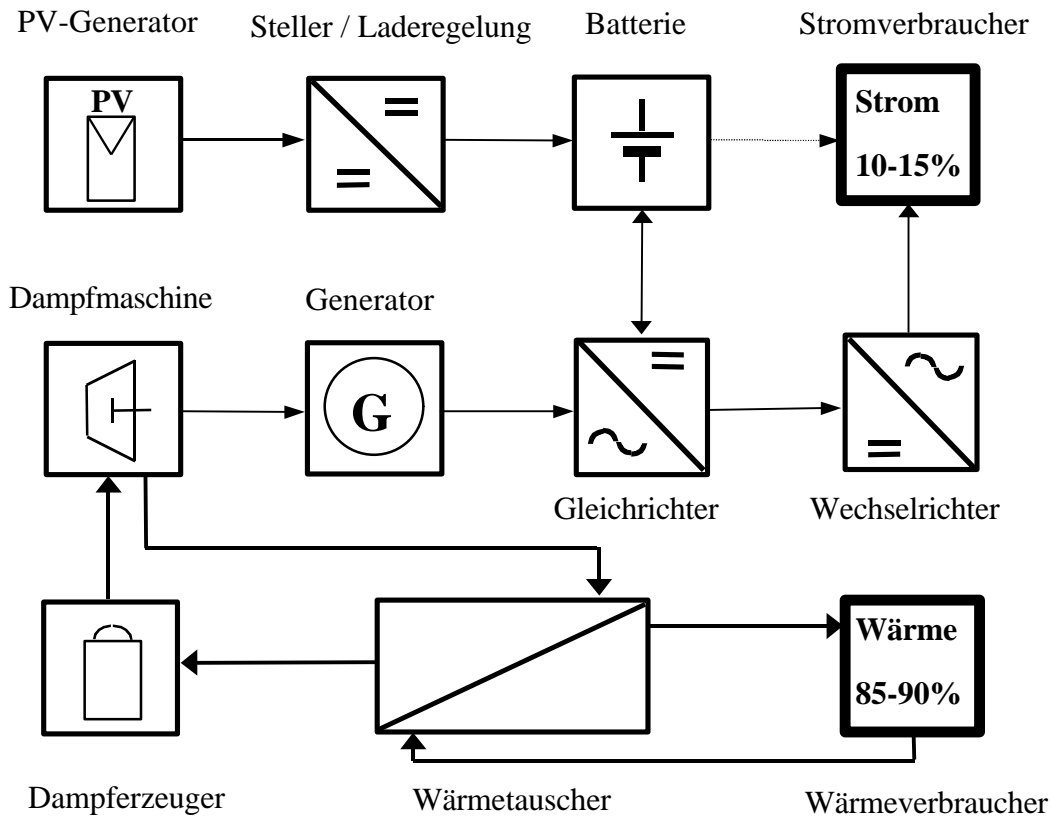 PV-Generator
Steller / Laderegelung
Batterie
Stromverbraucher
PV
Strom
10-15%
Dampfmaschine
Generator
G
Gleichrichter
Wechselrichter
Wärme
85-90%
Dampferzeuger
Wärmetauscher
Wärmeverbraucher